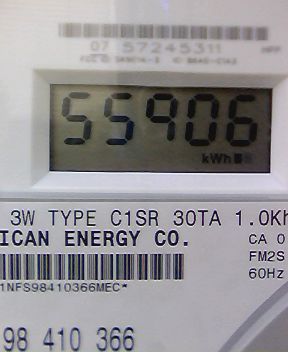 07 57245311
55906
kWh
3W TYPE C1SR 30TA 1.0Kh
ICAN ENERGY CO.
CA 0
FM2S
60Hz
1NFS98410366MEC*
98 410 366